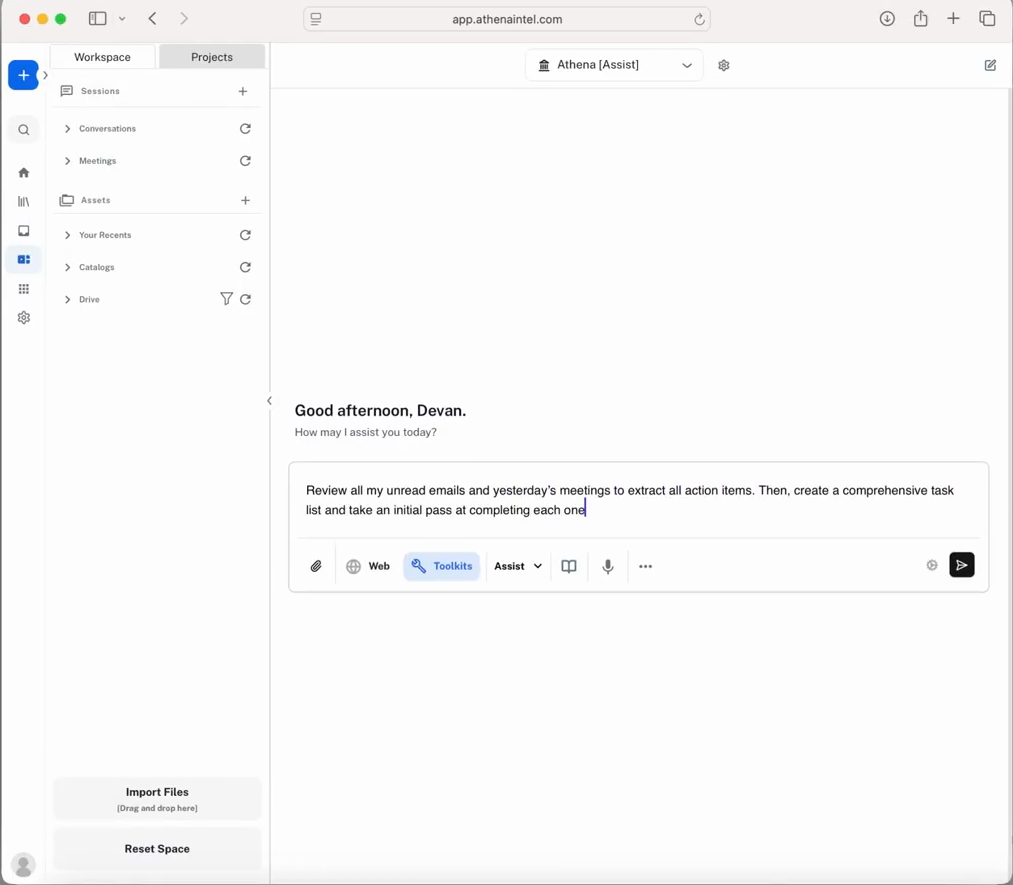 app.athenaintel.com
Workspace
Projects
Athena [Assist]
Sessions
Conversations
Meetings
Assets
Your Recents
Catalogs
Drive
Good afternoon, Devan.
How may I assist you today?
Review all my unread emails and yesterday's meetings to extract all action items. Then, create a comprehensive task
list and take an initial pass at completing each one
Web
Toolkits
Assist
Import Files
[Drag and drop here]
Reset Space